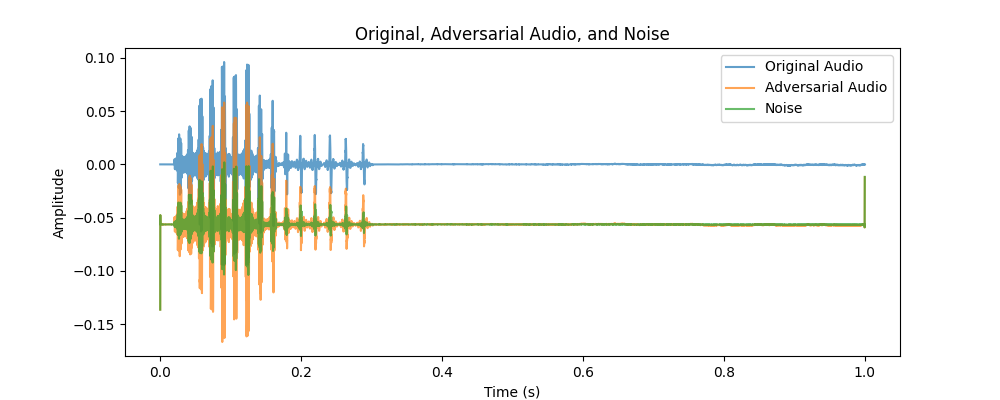 Original, Adversarial Audio, and Noise
Original Audio
Adversarial Audio
Noise
Amplitude
0.10
0.05
0.00
−0.05
−0.10
−0.15
0.0 0.2 0.4 0.6 0.8 1.0
Time (s)